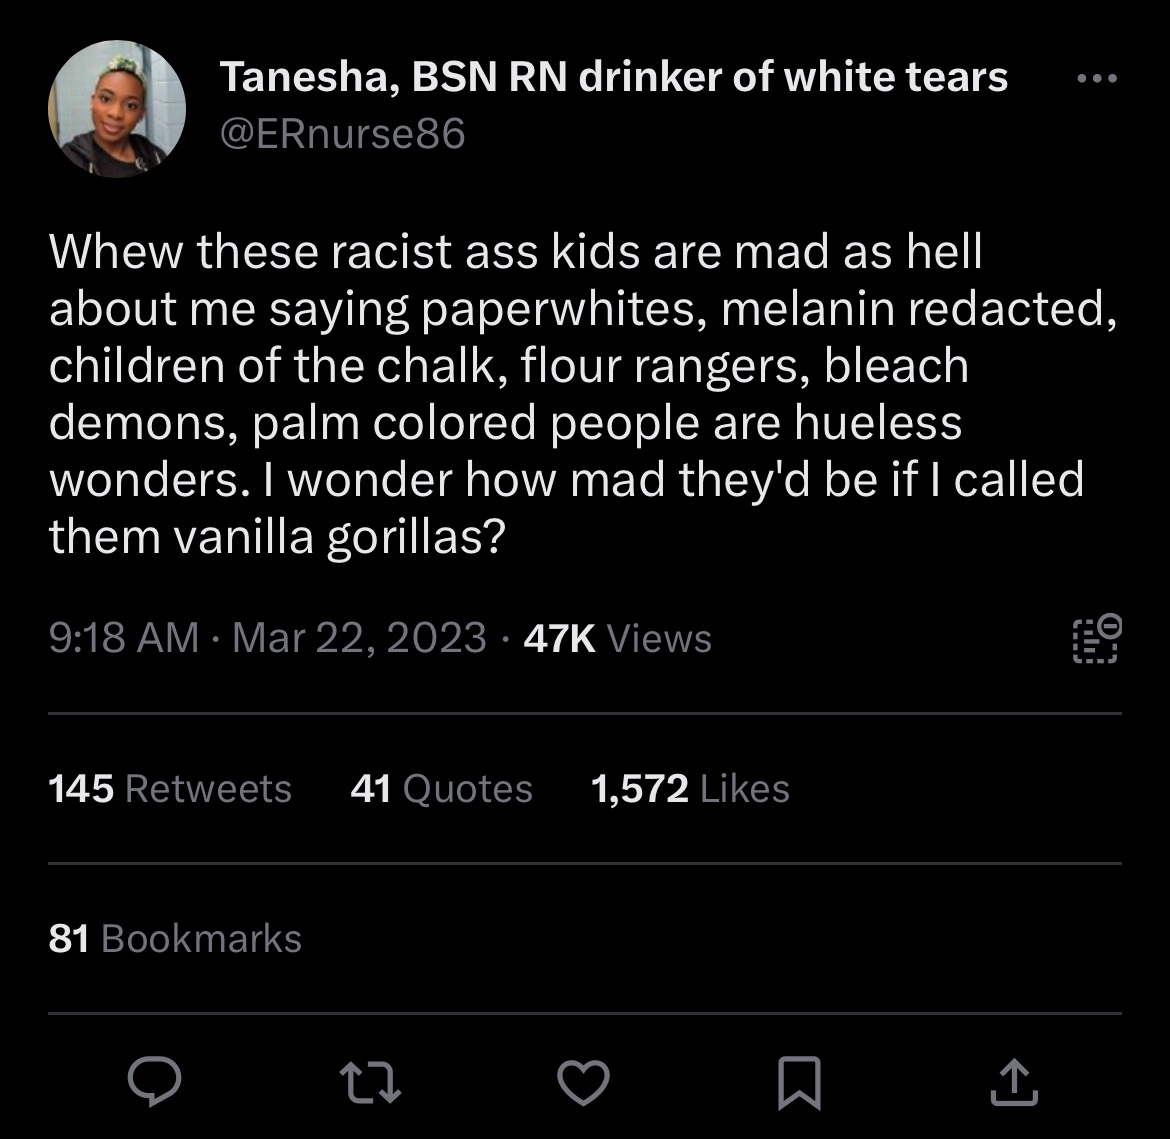 Tanesha, BSN RN drinker of white tears
@ERnurse86
Whew these racist ass kids are mad as hell
about me saying paperwhites, melanin redacted,
children of the chalk, flour rangers, bleach
demons, palm colored people are hueless
wonders. I wonder how mad they'd be if I called
them vanilla gorillas?
9:18 AM · Mar 22, 2023 · 47K Views
145 Retweets 41 Quotes 1,572 Likes
81 Bookmarks